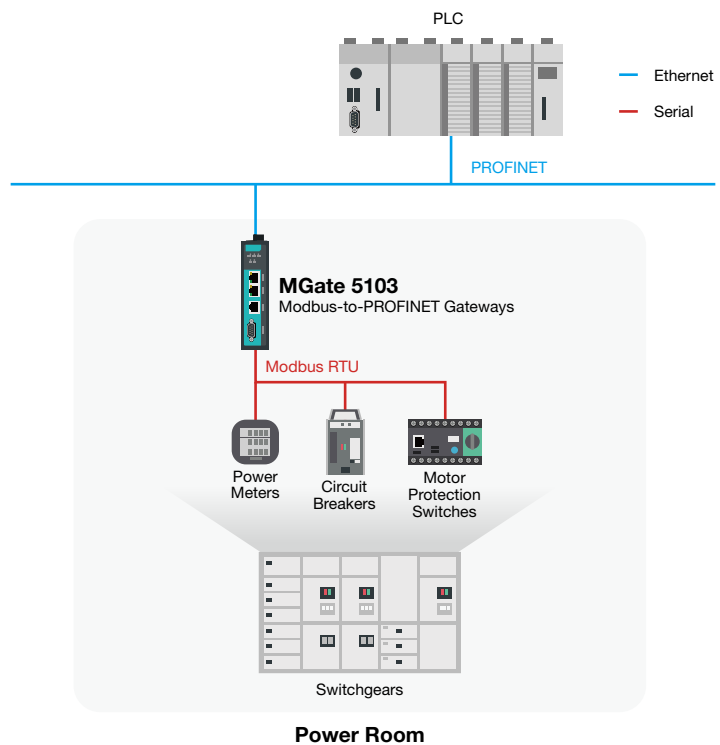 PLC
Ethernet
Serial
PROFINET
MGate 5103
Modbus-to-PROFINET Gateways
Modbus RTU
Power
Meters
Circuit
Breakers
Motor
Protection
Switches
Switchgears
Power Room